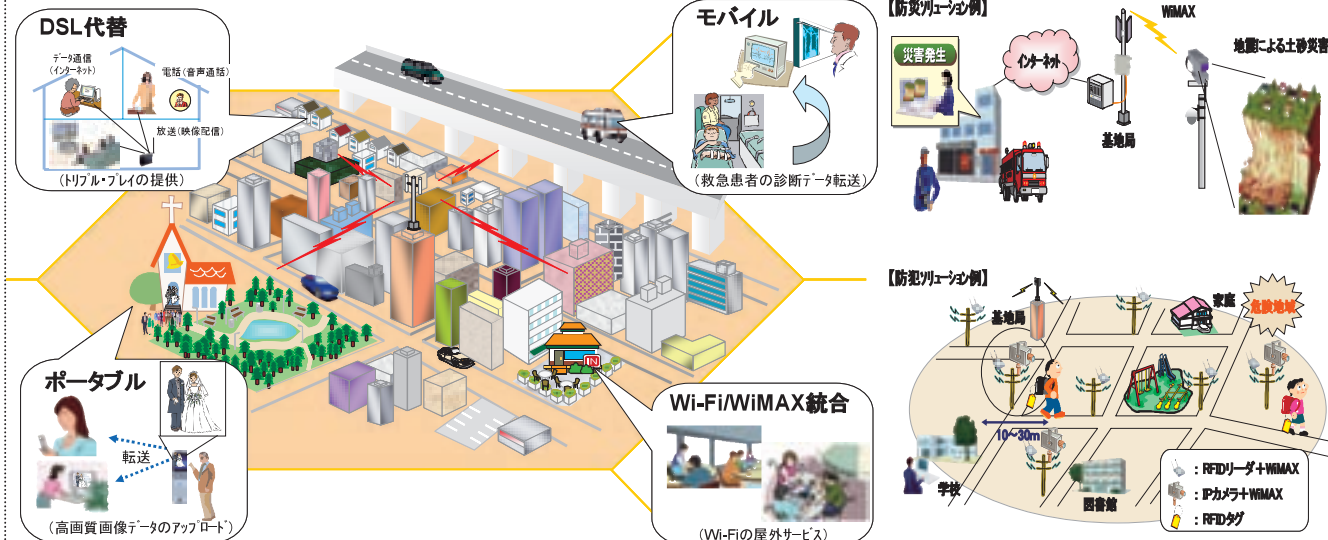 DSL代替
データ通信
(インターネット)
電話(音声通話)
放送(映像配信)
(トリプル・プレイの提供)
モバイル
(救急患者の診断データ転送)
ポータブル
転送
(高画質画像データのアップロード)
Wi-Fi/WiMAX統合
(Wi-Fiの屋外サービス)
N
【防災ソリューション例】
災害発生
インターネット
WiMAX
基地局
地震による土砂災害
【防犯ソリューション例】
基地局
家庭
危険地域
10〜30m
学校
図書館
: RFIDリーダ+WiMAX
: IPカメラ+WiMAX
: RFIDタグ